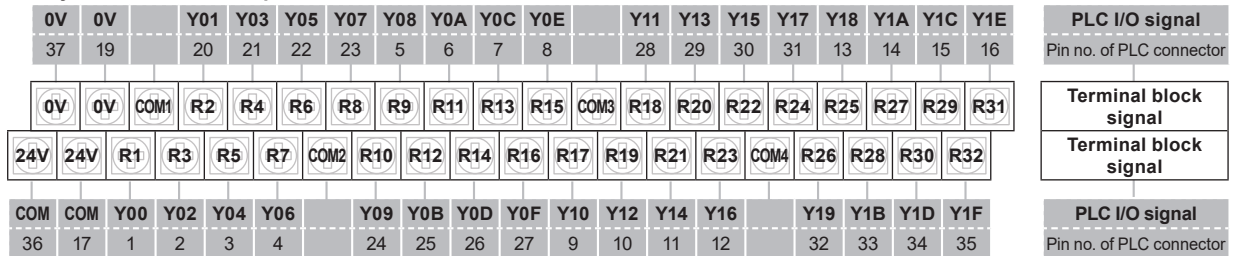 0V 0V Y01 Y03 Y05 Y07 Y08 Y0A Y0C Y0E Y11 Y13 Y15 Y17 Y18 Y1A Y1C Y1E PLC I/O signal
37 19 20 21 22 23 5 6 7 8 28 29 30 31 13 14 15 16 Pin no. of PLC connector
0V 0V COM1 R2 R4 R6 R8 R9 R11 R13 R15 COM3 R18 R20 R22 R24 R25 R27 R29 R31 Terminal block
signal
24V 24V R1 R3 R5 R7 COM2 R10 R12 R14 R16 R17 R19 R21 R23 COM4 R26 R28 R30 R32 Terminal block
signal
COM COM Y00 Y02 Y04 Y06 Y09 Y0B Y0D Y0F Y10 Y12 Y14 Y16 Y19 Y1B Y1D Y1F PLC I/O signal
36 17 1 2 3 4 24 25 26 27 9 10 11 12 32 33 34 35 Pin no. of PLC connector